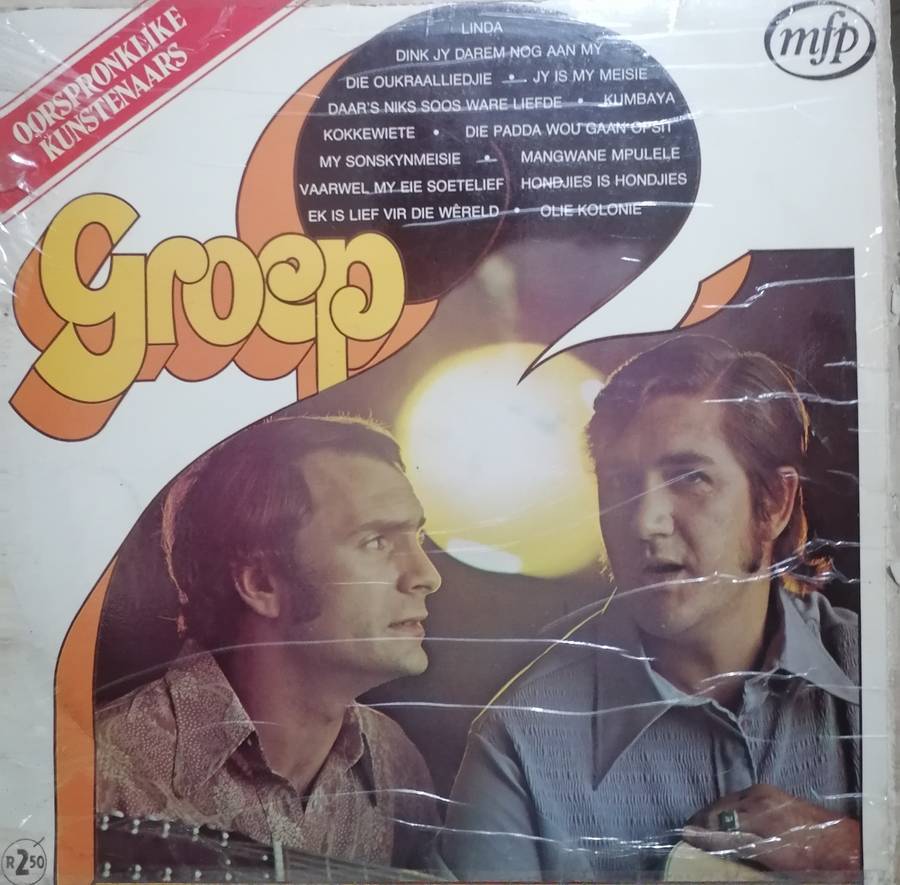 OORSPRONKLIKE
KUNSTENAARS
mfp
LINDA
DINK JY DAREM NOG AAN MY
DIE OUKRAALLIEDJIE • JY IS MY MEISIE
DAAR'S NIKS SOOS WARE LIEFDE • KUMBAYA
KOKKEWIETE • DIE PADDA WOU GAAN OPSIT
MY SONSKYNMEISIE • MANGWANE MPULELE
VAARWEL MY EIE SOETELIEF HONDJIES IS HONDJIES
EK IS LIEF VIR DIE WÊRELD • OLIE KOLONIE
Groep 2
R250